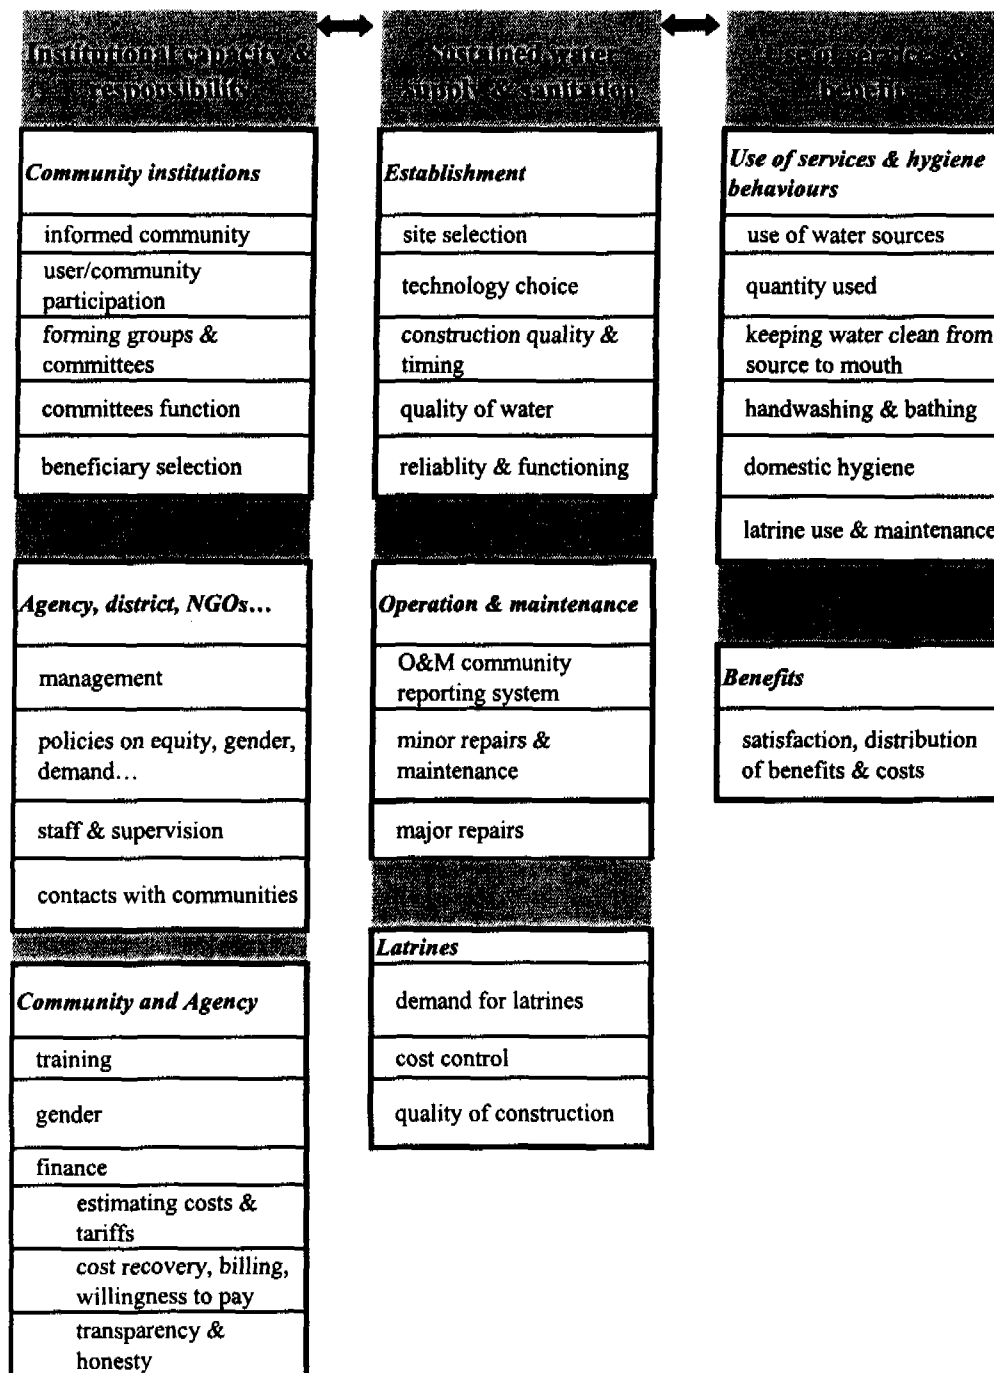 Institutional capacity &
responsibility
Community institutions
informed community
user/community
participation
forming groups &
committees
committees function
beneficiary selection
Agency, district, NGOs...
management
policies on equity, gender,
demand...
staff & supervision
contacts with communities
Community and Agency
training
gender
finance
estimating costs &
tariffs
cost recovery, billing,
willingness to pay
transparency &
honesty
Sustained water
supply & sanitation
Establishment
site selection
technology choice
construction quality &
timing
quality of water
reliablity & functioning
Operation & maintenance
O&M community
reporting system
minor repairs &
maintenance
major repairs
Latrines
demand for latrines
cost control
quality of construction
Use of services &
benefits
Use of services & hygiene
behaviours
use of water sources
quantity used
keeping water clean from
source to mouth
handwashing & bathing
domestic hygiene
latrine use & maintenance
Benefits
satisfaction, distribution
of benefits & costs